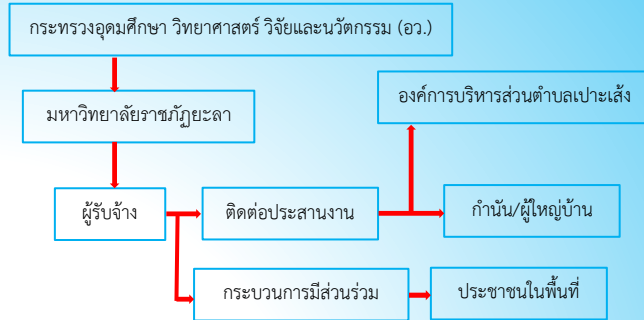 กระทรวงอุดมศึกษา วิทยาศาสตร์ วิจัยและนวัตกรรม (อว.)
องค์การบริหารส่วนตำบลเปาะเส้ง
มหาวิทยาลัยราชภัฏยะลา
ผู้รับจ้าง
ติดต่อประสานงาน
กำนัน/ผู้ใหญ่บ้าน
กระบวนการมีส่วนร่วม
ประชาชนในพื้นที่